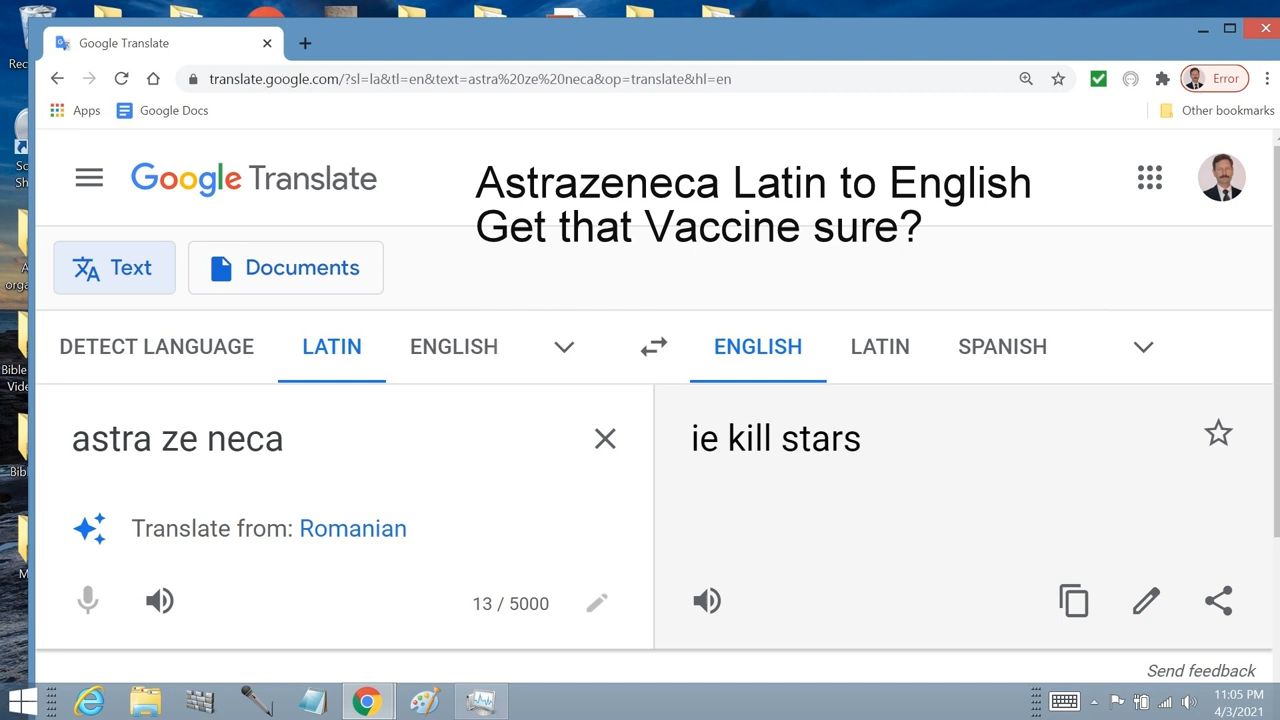 Google Translate
translate.google.com/?sl=la&tl=en&text=astra%20ze%20neca&op=translate&hl=en
Error
Apps
Google Docs
Other bookmarks
Google Translate
Astrazeneca Latin to English
Get that Vaccine sure?
Text
Documents
DETECT LANGUAGE
LATIN
ENGLISH
ENGLISH
LATIN
SPANISH
astra ze neca
ie kill stars
Translate from: Romanian
13 / 5000
Send feedback
11:05 PM
4/3/2021